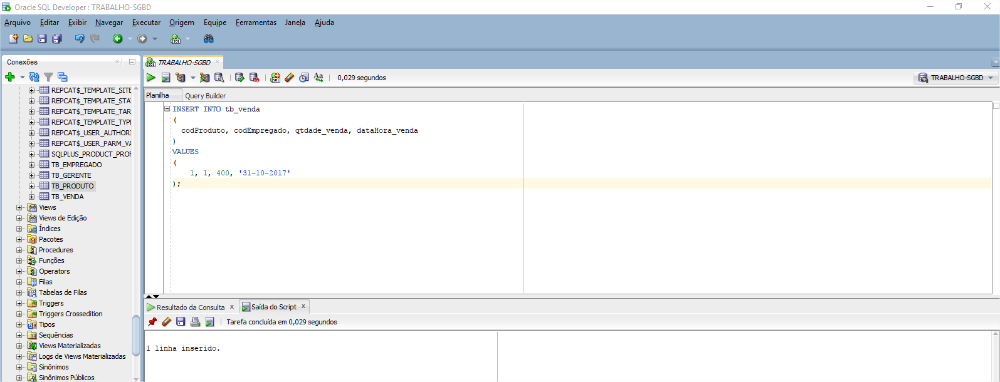 Oracle SQL Developer : TRABALHO-SGBD
Arquivo Editar Exibir Navegar Executar Origem Equipe Ferramentas Janela Ajuda
Conexões
REPCAT$_TEMPLATE_SITE
REPCAT$_TEMPLATE_STA
REPCAT$_TEMPLATE_TAR
REPCAT$_TEMPLATE_TYPE
REPCAT$_USER_AUTHOR
REPCAT$_USER_PARM_VA
SQLPLUS_PRODUCT_PROF
TB_EMPREGADO
TB_GERENTE
TB_PRODUTO
TB_VENDA
Views
Views de Edição
Índices
Pacotes
Procedures
Funções
Operators
Filas
Tabelas de Filas
Triggers
Triggers Crossedition
Tipos
Sequências
Views Materializadas
Logs de Views Materializadas
Sinônimos
Sinônimos Públicos
TRABALHO-SGBD
0,029 segundos
TRABALHO-SGBD
Planilha Query Builder
INSERT INTO tb_venda
(
codProduto, codEmpregado, qtdade_venda, dataHora_venda
)
VALUES
(
1, 1, 400, '31-10-2017'
);
Resultado da Consulta x Saída do Script x
Tarefa concluída em 0,029 segundos
1 linha inserido.